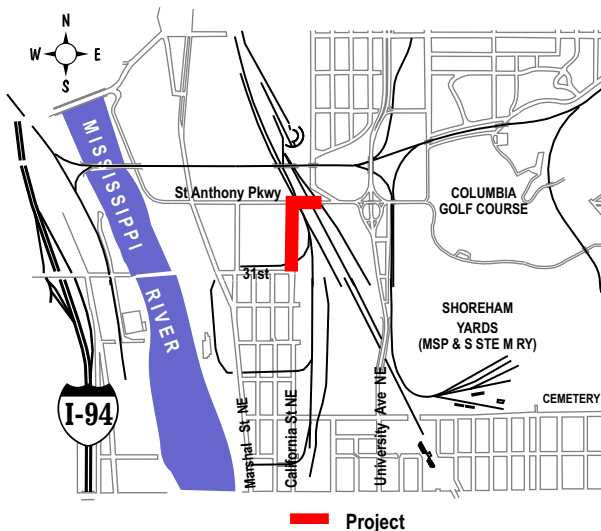 N
W E
S
MISSISSIPPI
RIVER
St Anthony Pkwy
COLUMBIA
GOLF COURSE
31st
SHOREHAM
YARDS
(MSP & S STE M RY)
I-94
CEMETERY
Marshal St NE
California St NE
University Ave NE
Project